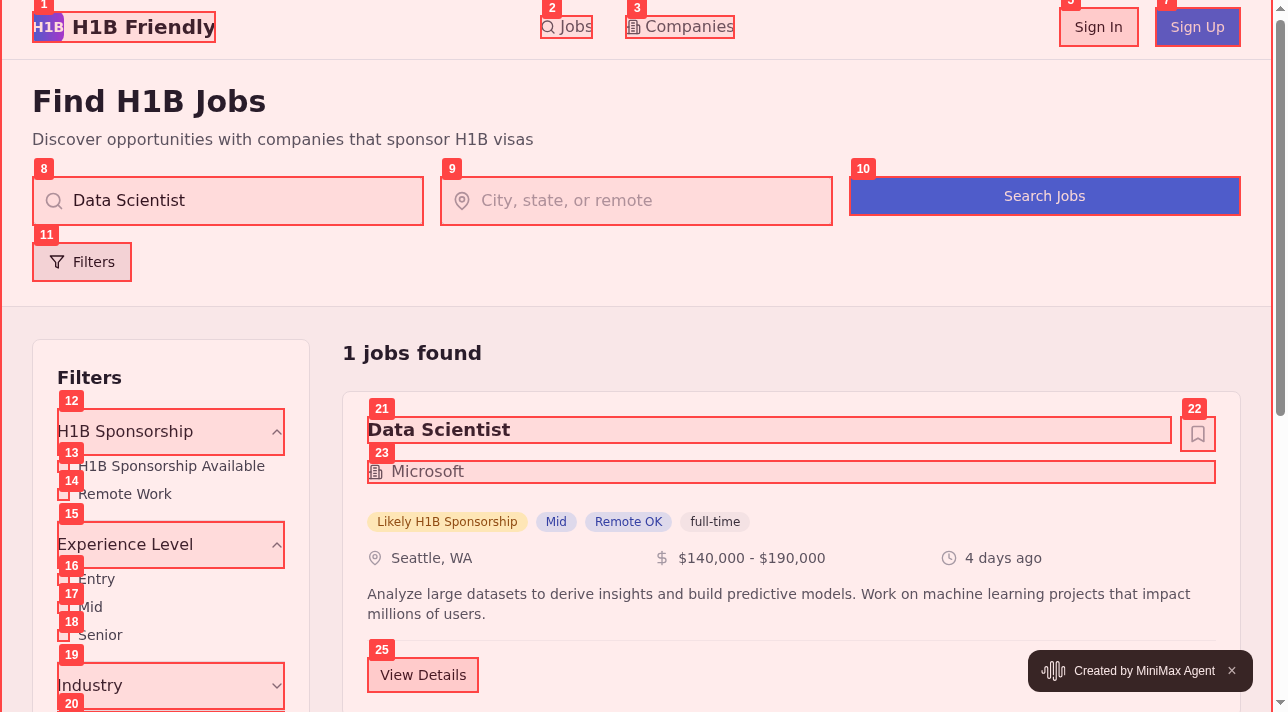 1
H1B
H1B Friendly
2
Jobs
3
Companies
Sign In
7
Sign Up
Find H1B Jobs
Discover opportunities with companies that sponsor H1B visas
8
Data Scientist
9
City, state, or remote
10
Search Jobs
11
Filters
Filters
12
H1B Sponsorship
13
H1B Sponsorship Available
14
Remote Work
15
Experience Level
16
Entry
17
Mid
18
Senior
19
Industry
20
1 jobs found
21
Data Scientist
22
23
Microsoft
Likely H1B Sponsorship
Mid
Remote OK
full-time
Seattle, WA
$140,000 - $190,000
4 days ago
Analyze large datasets to derive insights and build predictive models. Work on machine learning projects that impact
millions of users.
25
View Details
Created by MiniMax Agent